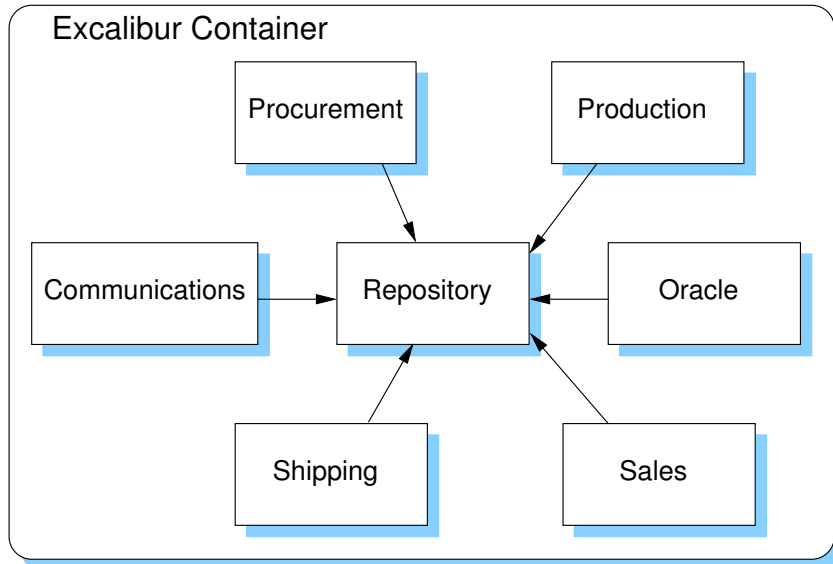 Excalibur Container
Procurement
Production
Communications
Repository
Oracle
Shipping
Sales